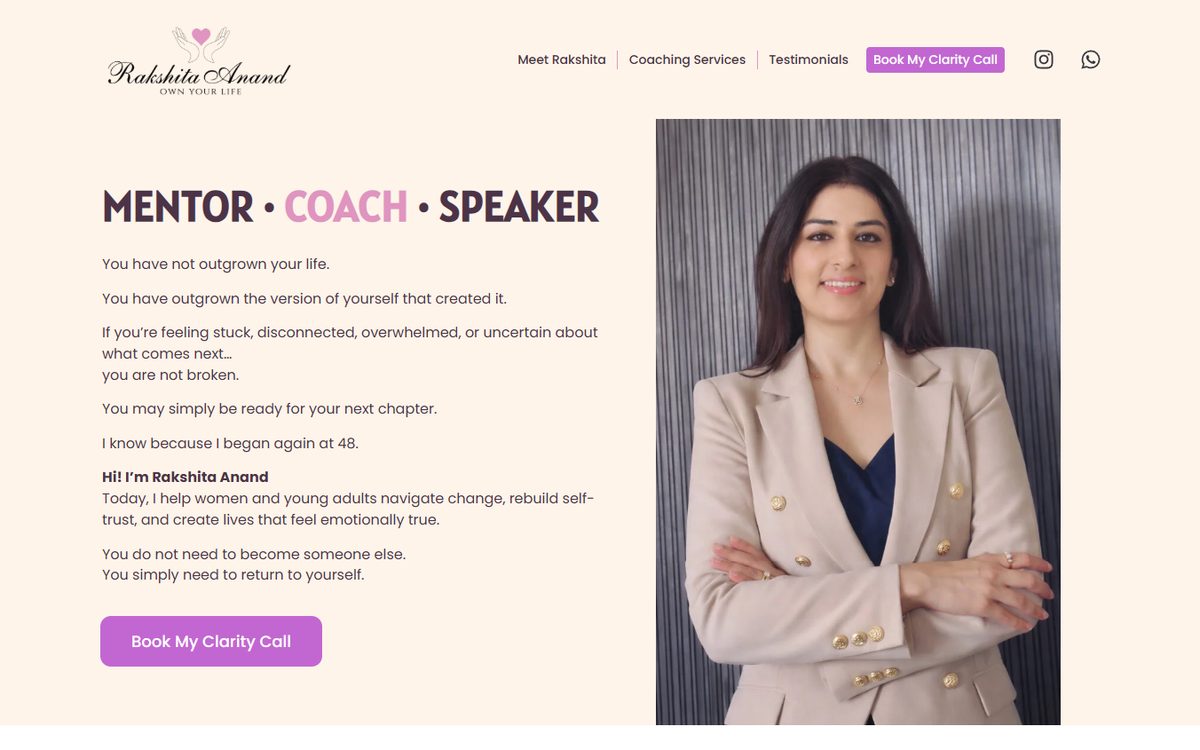 Rakshita Anand
OWN YOUR LIFE
Meet Rakshita
Coaching Services
Testimonials
Book My Clarity Call
MENTOR • COACH • SPEAKER
You have not outgrown your life.
You have outgrown the version of yourself that created it.
If you’re feeling stuck, disconnected, overwhelmed, or uncertain about
what comes next…
you are not broken.
You may simply be ready for your next chapter.
I know because I began again at 48.
Hi! I’m Rakshita Anand
Today, I help women and young adults navigate change, rebuild self-
trust, and create lives that feel emotionally true.
You do not need to become someone else.
You simply need to return to yourself.
Book My Clarity Call